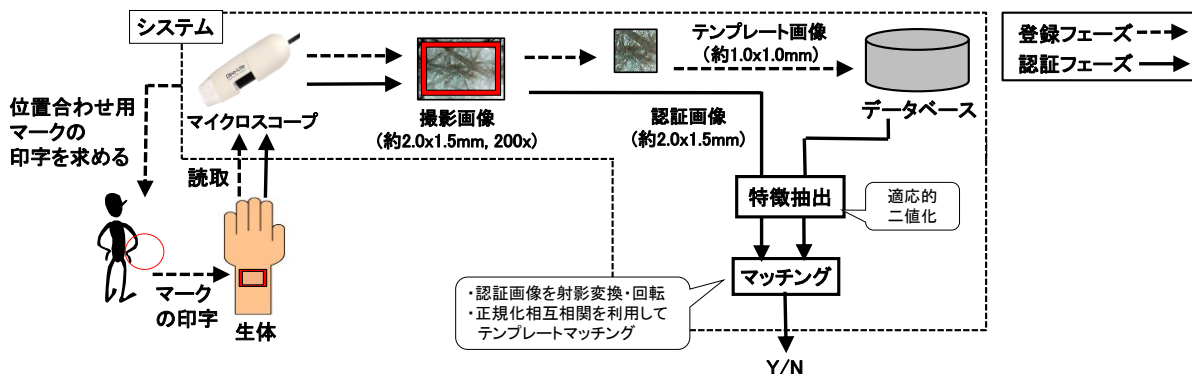 システム
登録フェーズ
認証フェーズ
テンプレート画像
(約1.0x1.0mm)
Dino-Lite
位置合わせ用
マークの
印字を求める
マイクロスコープ
撮影画像
(約2.0x1.5mm, 200x)
認証画像
(約2.0x1.5mm)
データベース
読取
特徴抽出
適応的
二値化
マーク
の印字
生体
マッチング
・認証画像を射影変換・回転
・正規化相互相関を利用して
テンプレートマッチング
Y/N